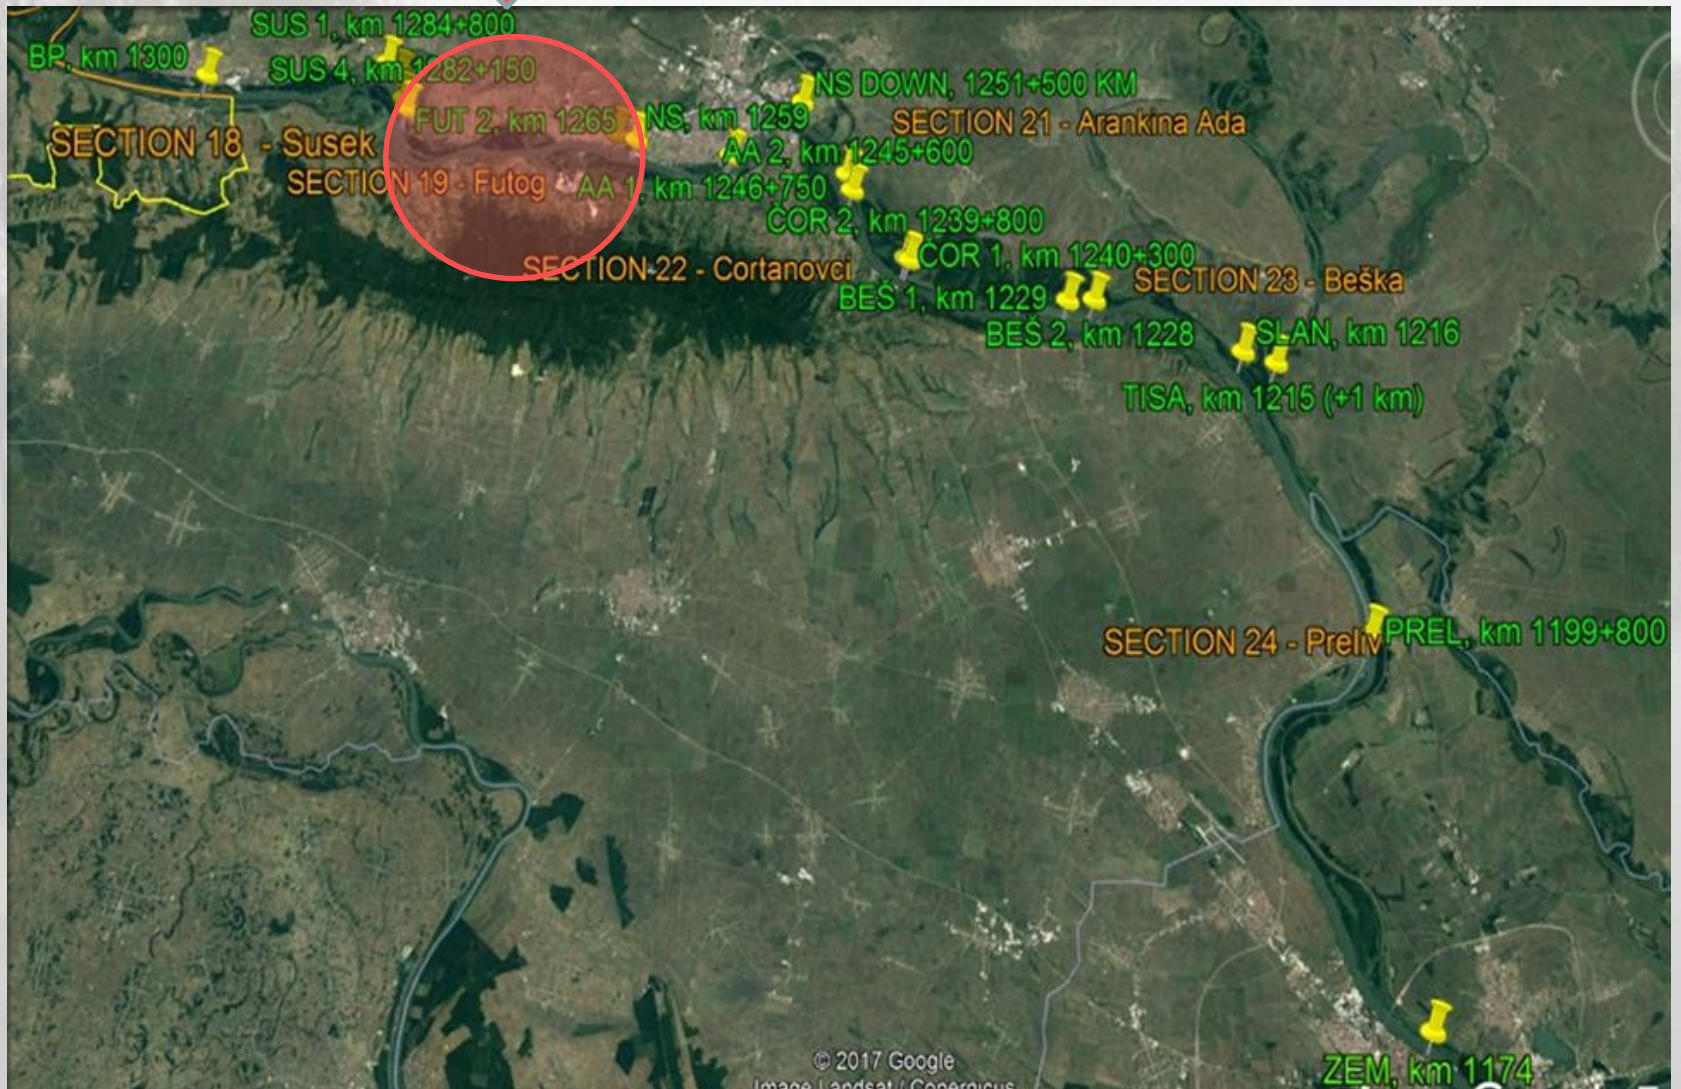 SUS 1, km 1284+800
BP, km 1300
SUS 4, km 1282+150
NS DOWN, 1251+500 KM
FUT 2, km 1265
NS, km 1259
SECTION 21 - Arankina Ada
SECTION 18 - Susek
AA 2, km 1245+600
SECTION 19 - Futog
AA 1, km 1246+750
ČOR 2, km 1239+800
ČOR 1, km 1240+300
SECTION 22 - Cortanovci
SECTION 23 - Beška
BEŠ 1, km 1229
BEŠ 2, km 1228
SLAN, km 1216
TISA, km 1215 (+1 km)
SECTION 24 - Preliv
PREL, km 1199+800
© 2017 Google
Image Landsat / Copernicus
ZEM, km 1174